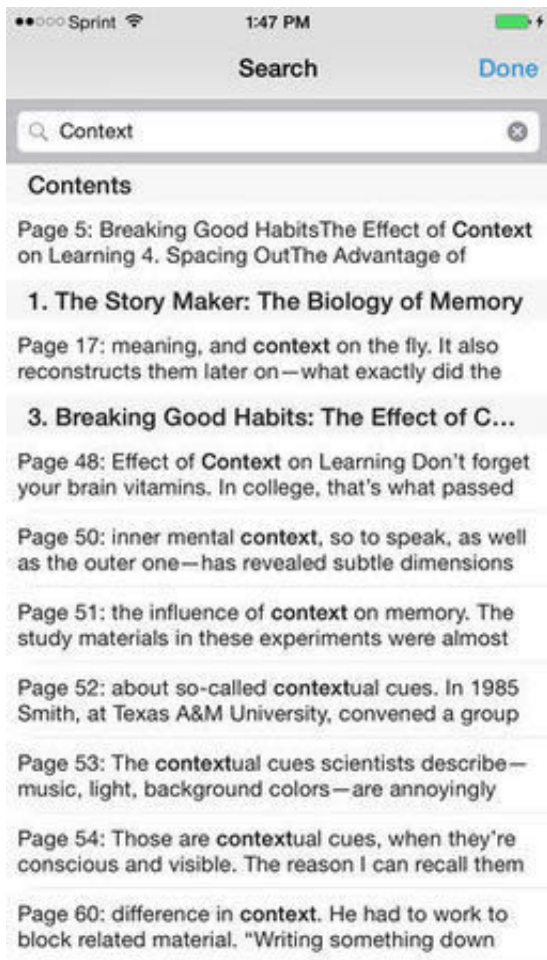 Sprint 1:47 PM
Search Done
Context
Contents
Page 5: Breaking Good HabitsThe Effect of Context
on Learning 4. Spacing OutThe Advantage of
1. The Story Maker: The Biology of Memory
Page 17: meaning, and context on the fly. It also
reconstructs them later on—what exactly did the
3. Breaking Good Habits: The Effect of C...
Page 48: Effect of Context on Learning Don't forget
your brain vitamins. In college, that's what passed
Page 50: inner mental context, so to speak, as well
as the outer one—has revealed subtle dimensions
Page 51: the influence of context on memory. The
study materials in these experiments were almost
Page 52: about so-called contextual cues. In 1985
Smith, at Texas A&M University, convened a group
Page 53: The contextual cues scientists describe—
music, light, background colors—are annoyingly
Page 54: Those are contextual cues, when they're
conscious and visible. The reason I can recall them
Page 60: difference in context. He had to work to
block related material. "Writing something down